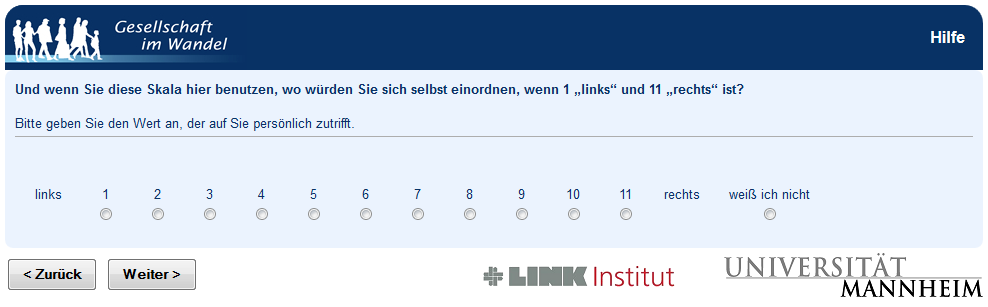 Gesellschaft
im Wandel
Hilfe
Und wenn Sie diese Skala hier benutzen, wo würden Sie sich selbst einordnen, wenn 1 „links“ und 11 „rechts“ ist?
Bitte geben Sie den Wert an, der auf Sie persönlich zutrifft.
links 1 2 3 4 5 6 7 8 9 10 11 rechts weiß ich nicht
< Zurück Weiter >
LINK Institut
UNIVERSITÄT
MANNHEIM